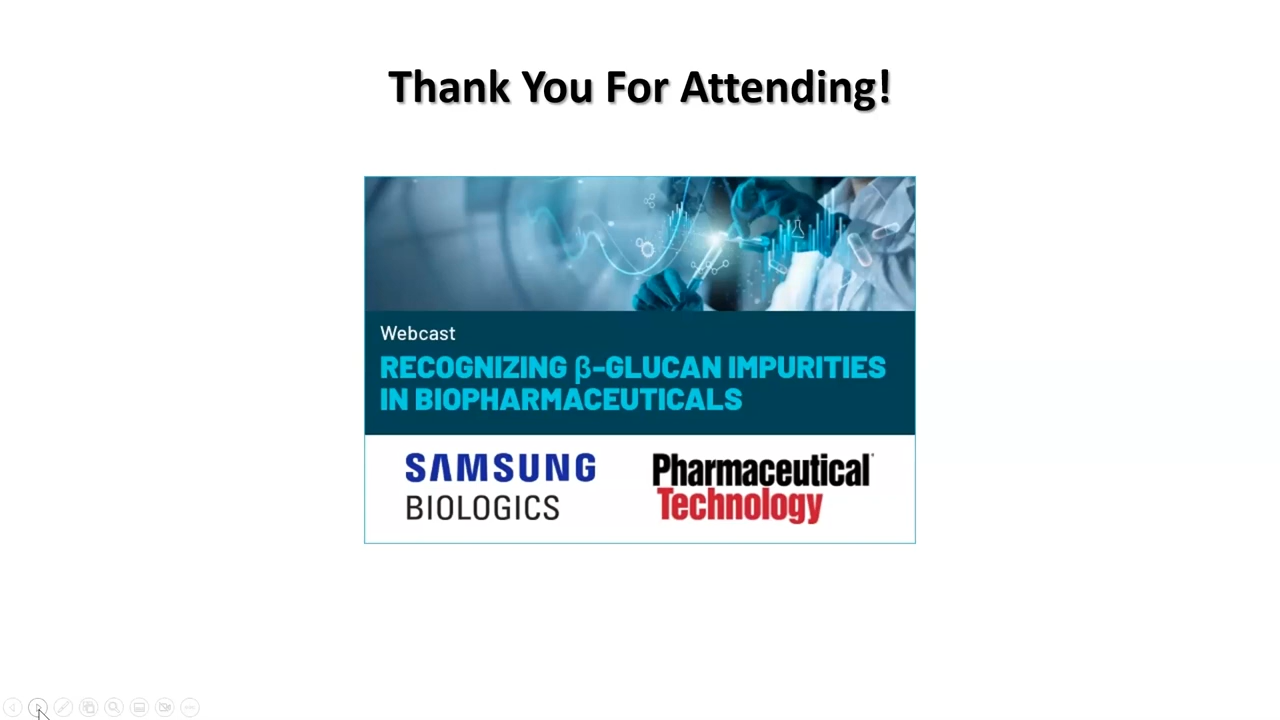 Thank You For Attending!
Webcast
RECOGNIZING β-GLUCAN IMPURITIES
IN BIOPHARMACEUTICALS
SAMSUNG
BIOLOGICS
Pharmaceutical
Technology